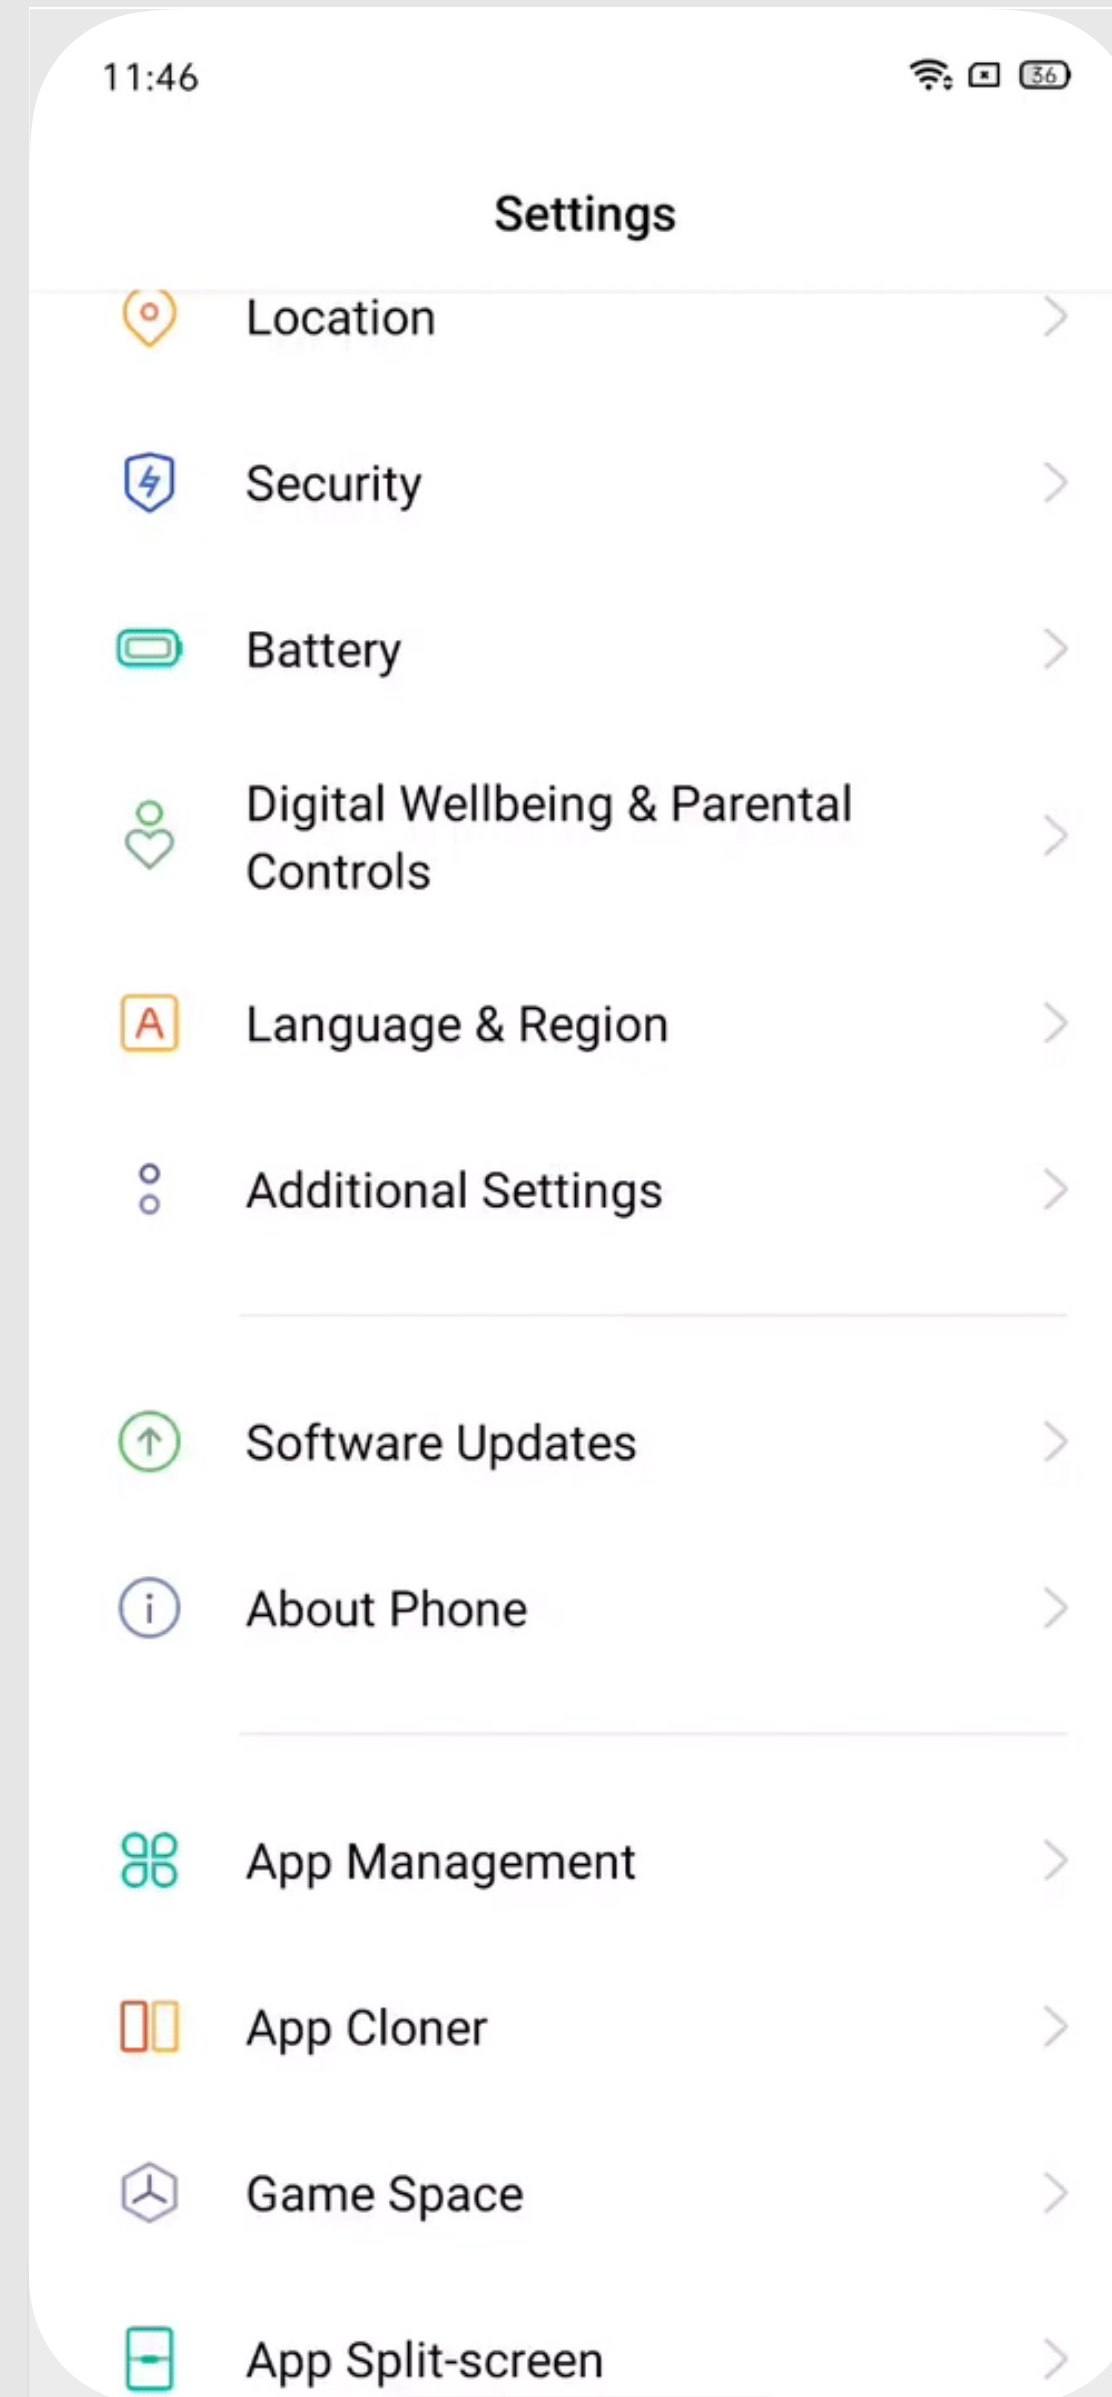 11:46
36
Settings
Location
Security
Battery
Digital Wellbeing & Parental
Controls
A
Language & Region
Additional Settings
Software Updates
About Phone
App Management
App Cloner
Game Space
App Split-screen